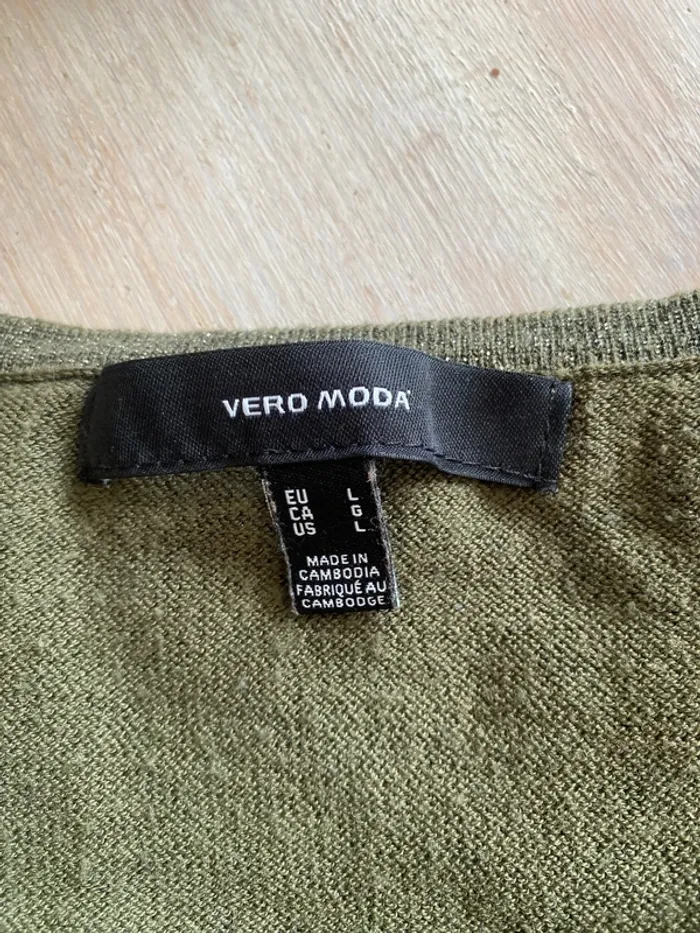 VERO MODA
EU L
CA G
US L
MADE IN
CAMBODIA
FABRIQUÉ AU
CAMBODGE